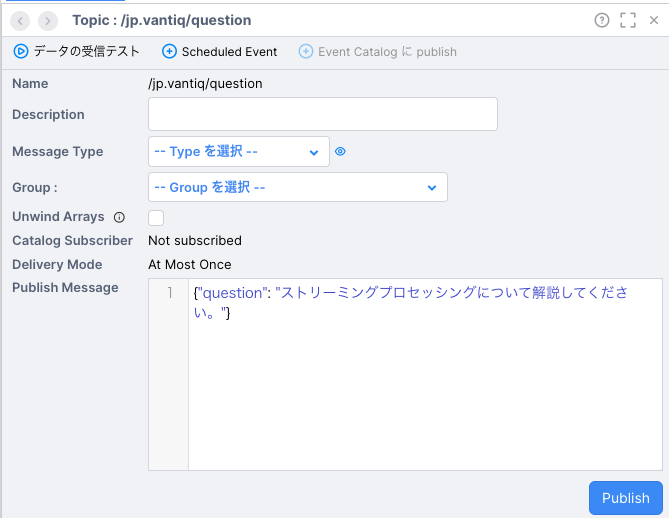 Topic : /jp.vantiq/question
データの受信テスト Scheduled Event Event Catalog に publish
Name /jp.vantiq/question
Description
Message Type -- Type を選択 --
Group : -- Group を選択 --
Unwind Arrays
Catalog Subscriber Not subscribed
Delivery Mode At Most Once
Publish Message
1 {"question": "ストリーミングプロセッシングについて解説してくださ
い。"}
Publish